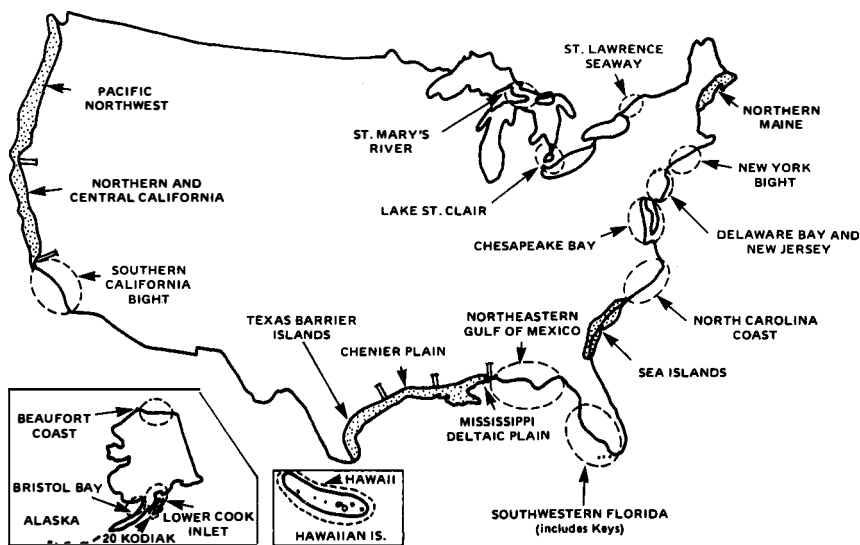 ST. LAWRENCE
SEAWAY
PACIFIC
NORTHWEST
NORTHERN
MAINE
ST. MARY'S
RIVER
NEW YORK
BIGHT
NORTHERN AND
CENTRAL CALIFORNIA
LAKE ST. CLAIR
DELAWARE BAY AND
NEW JERSEY
CHESAPEAKE BAY
SOUTHERN
CALIFORNIA
BIGHT
TEXAS BARRIER
ISLANDS
NORTHEASTERN
GULF OF MEXICO
NORTH CAROLINA
COAST
CHENIER PLAIN
SEA ISLANDS
MISSISSIPPI
DELTAIC PLAIN
BEAUFORT
COAST
BRISTOL BAY
ALASKA
LOWER COOK
INLET
20 KODIAK
HAWAII
HAWAIIAN IS.
SOUTHWESTERN FLORIDA
(includes Keys)